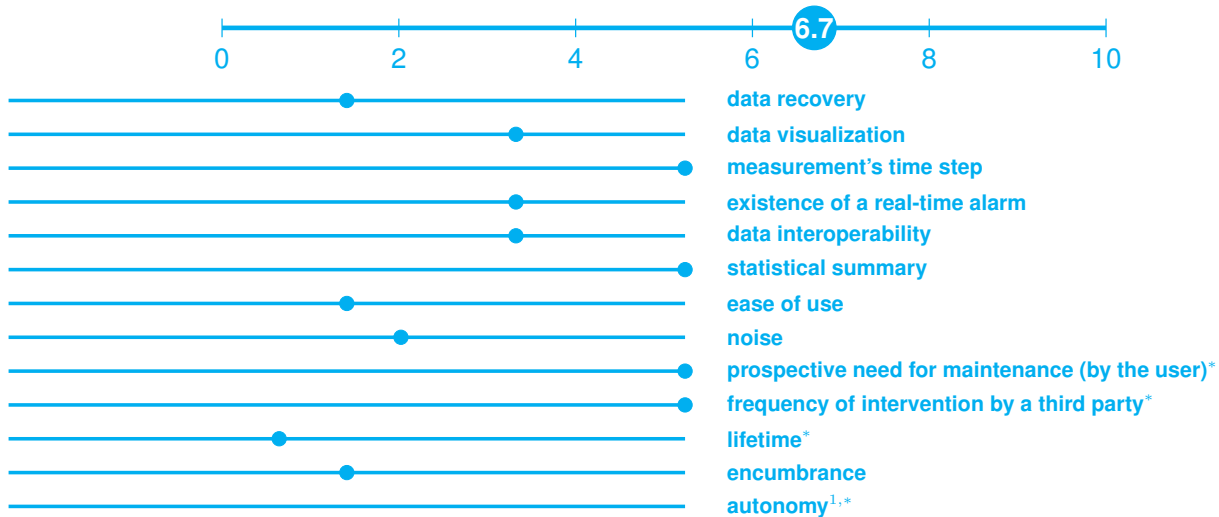 6.7
0 2 4 6 8 10
data recovery
data visualization
measurement's time step
existence of a real-time alarm
data interoperability
statistical summary
ease of use
noise
prospective need for maintenance (by the user)*
frequency of intervention by a third party*
lifetime*
encumbrance
autonomy1,*